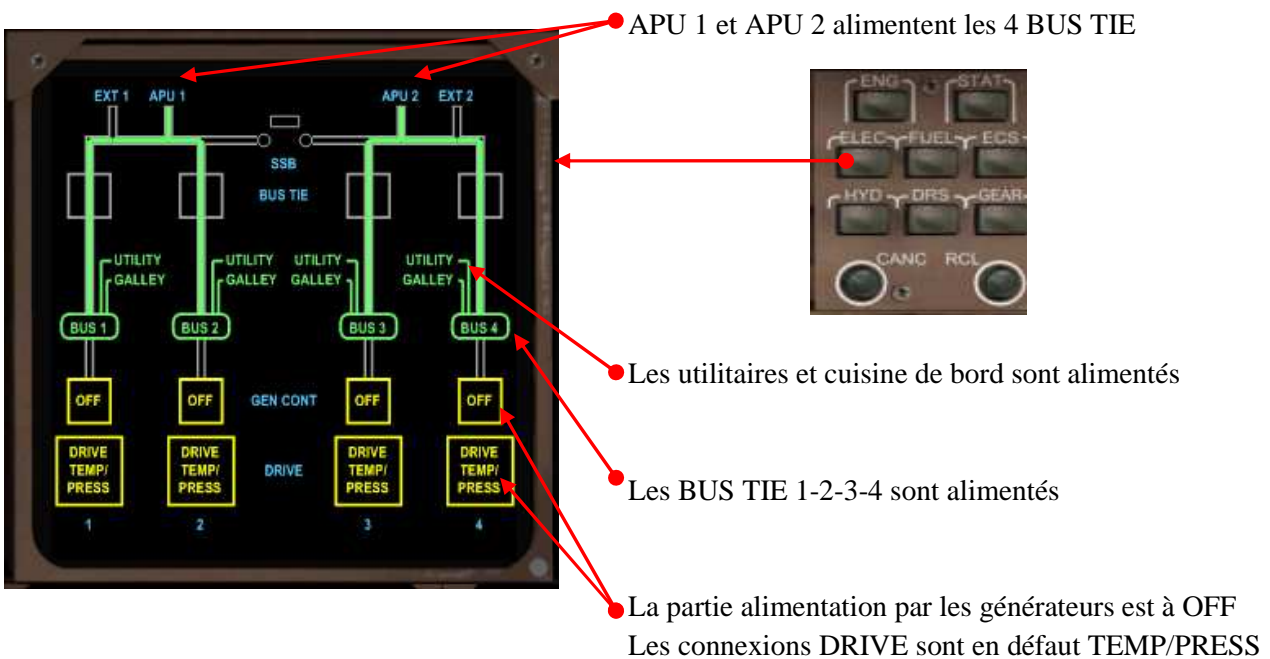 APU 1 et APU 2 alimentent les 4 BUS TIE
EXT 1 APU 1 APU 2 EXT 2
SSB
BUS TIE
UTILITY UTILITY UTILITY UTILITY
GALLEY GALLEY GALLEY GALLEY
BUS 1 BUS 2 BUS 3 BUS 4
OFF OFF GEN CONT OFF OFF
DRIVE DRIVE DRIVE DRIVE
TEMP/ TEMP/ DRIVE TEMP/ TEMP/
PRESS PRESS PRESS PRESS
1 2 3 4
ENG STAT
ELEC FUEL ECS
HYD DRS GEAR
CANC RCL
Les utilitaires et cuisine de bord sont alimentés
Les BUS TIE 1-2-3-4 sont alimentés
La partie alimentation par les générateurs est à OFF
Les connexions DRIVE sont en défaut TEMP/PRESS